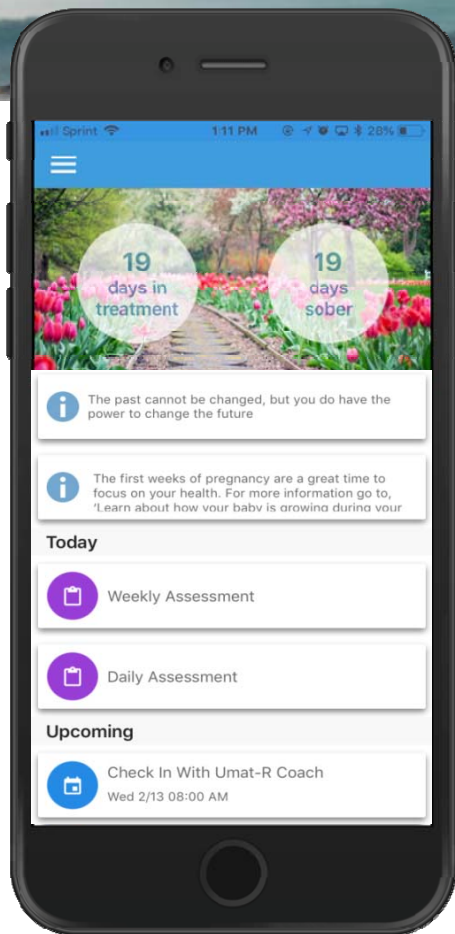 Sprint 1:11 PM 28%
19
days in
treatment
19
days
sober
The past cannot be changed, but you do have the
power to change the future
The first weeks of pregnancy are a great time to
focus on your health. For more information go to,
'Learn about how your baby is growing during your
Today
Weekly Assessment
Daily Assessment
Upcoming
Check In With Umat-R Coach
Wed 2/13 08:00 AM